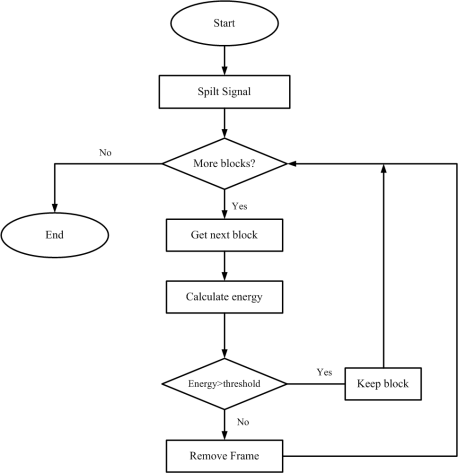 Start
Spilt Signal
More blocks?
No
Yes
End
Get next block
Calculate energy
Energy>threshold
Yes
Keep block
No
Remove Frame